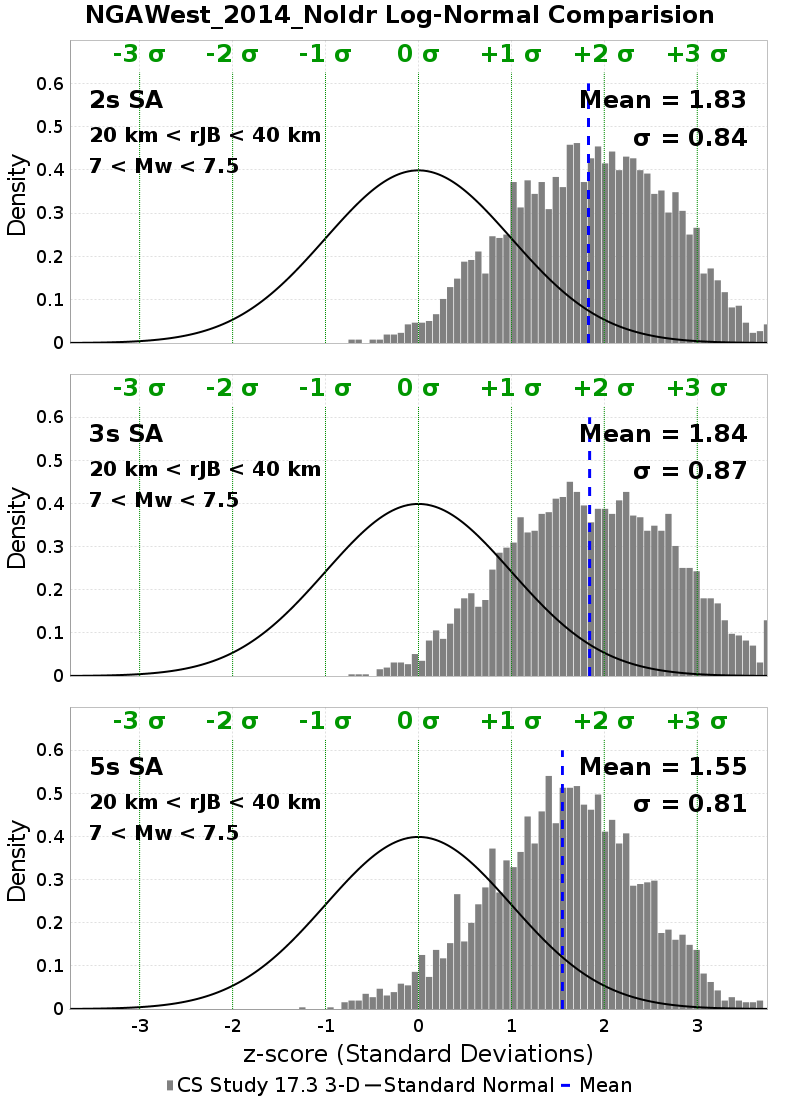 NGAWest_2014_NoIdr Log-Normal Comparision
-3 σ -2 σ -1 σ 0 σ +1 σ +2 σ +3 σ
0.6
2s SA Mean = 1.83
0.5
20 km < rJB < 40 km σ = 0.84
7 < Mw < 7.5
0.4
Density
0.3
0.2
0.1
0
-3 σ -2 σ -1 σ 0 σ +1 σ +2 σ +3 σ
0.6
3s SA Mean = 1.84
0.5
20 km < rJB < 40 km σ = 0.87
7 < Mw < 7.5
0.4
Density
0.3
0.2
0.1
0
-3 σ -2 σ -1 σ 0 σ +1 σ +2 σ +3 σ
0.6
5s SA Mean = 1.55
0.5
20 km < rJB < 40 km σ = 0.81
7 < Mw < 7.5
0.4
Density
0.3
0.2
0.1
0
-3 -2 -1 0 1 2 3
z-score (Standard Deviations)
CS Study 17.3 3-D Standard Normal Mean